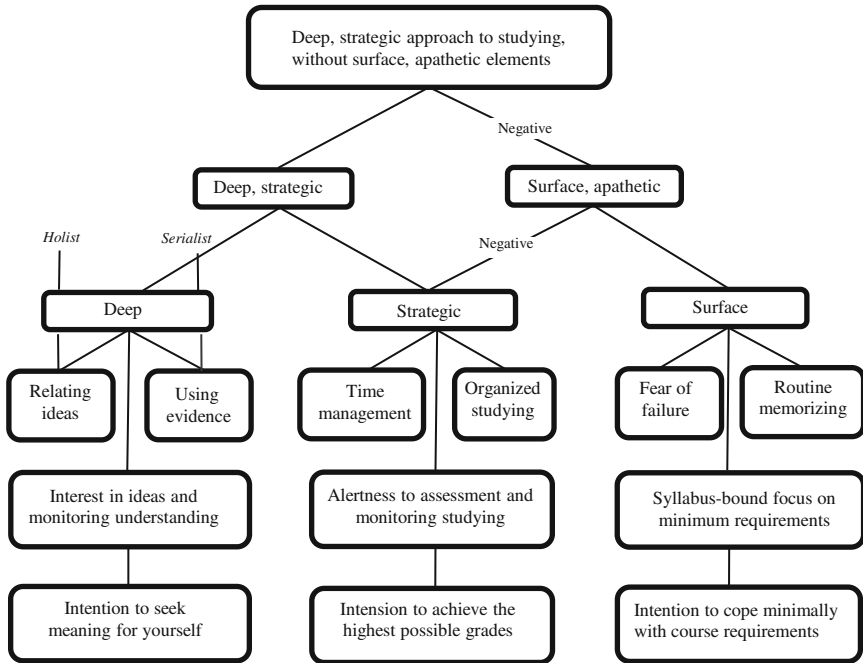 Deep, strategic approach to studying,
without surface, apathetic elements
Negative
Deep, strategic
Surface, apathetic
Holist
Serialist
Negative
Deep
Strategic
Surface
Relating
ideas
Using
evidence
Time
management
Organized
studying
Fear of
failure
Routine
memorizing
Interest in ideas and
monitoring understanding
Alertness to assessment and
monitoring studying
Syllabus-bound focus on
minimum requirements
Intention to seek
meaning for yourself
Intension to achieve the
highest possible grades
Intention to cope minimally
with course requirements